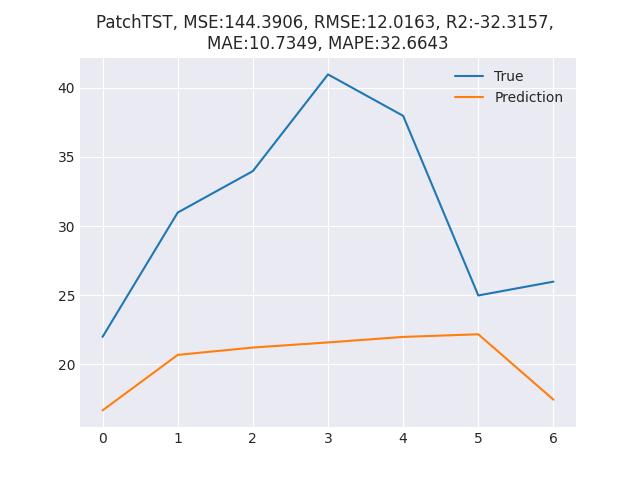 PatchTST, MSE:144.3906, RMSE:12.0163, R2:-32.3157,
MAE:10.7349, MAPE:32.6643
True
Prediction
40
35
30
25
20
0 1 2 3 4 5 6